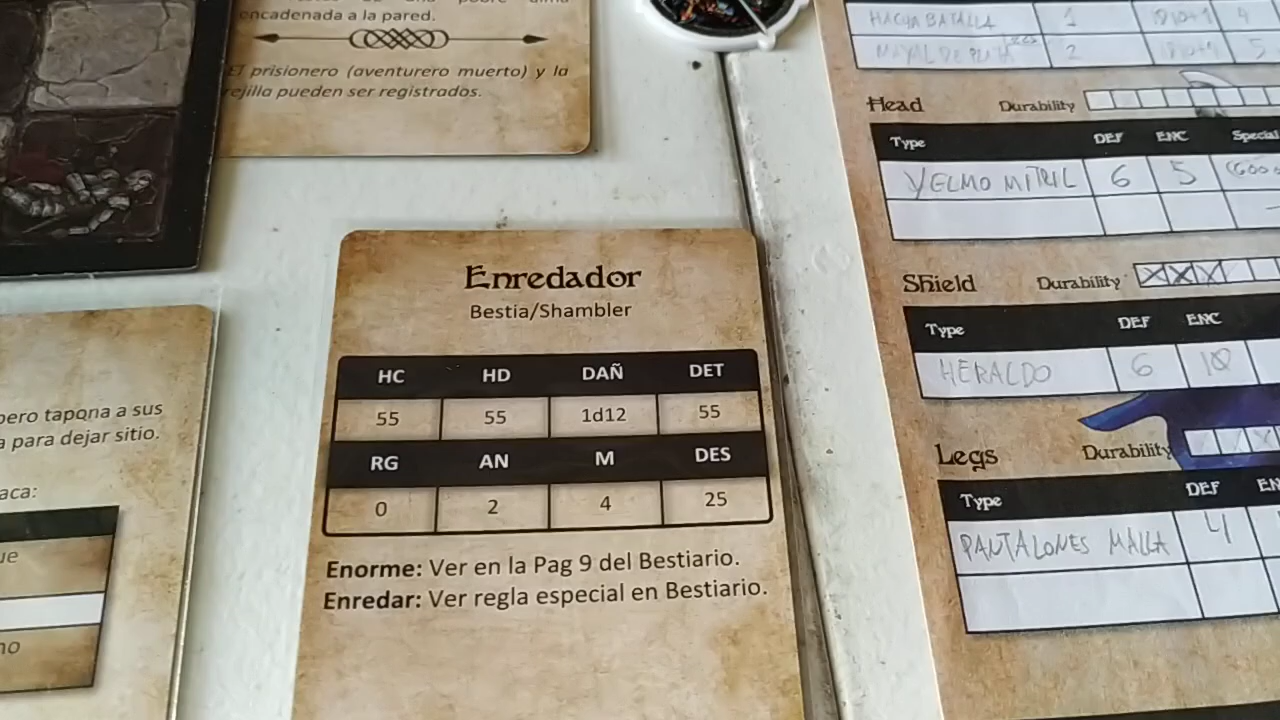 encadenada a la pared.
El prisionero (aventurero muerto) y la
rejilla pueden ser registrados.
pero tapona a sus
a para dejar sitio.
aca:
ue
no
Enredador
Bestia/Shambler
HC HD DAÑ DET
55 55 1d12 55
RG AN M DES
0 2 4 25
Enorme: Ver en la Pag 9 del Bestiario.
Enredar: Ver regla especial en Bestiario.
HACHA BATALLA 1 1D10+1 4
2 5
Head Durability
Type DEF ENC Special
YELMO MITRIL 6 5
Shield Durability
Type DEF ENC
HERALDO 6 10
Legs Durability
Type DEF EN
PANTALONES MALLA 4